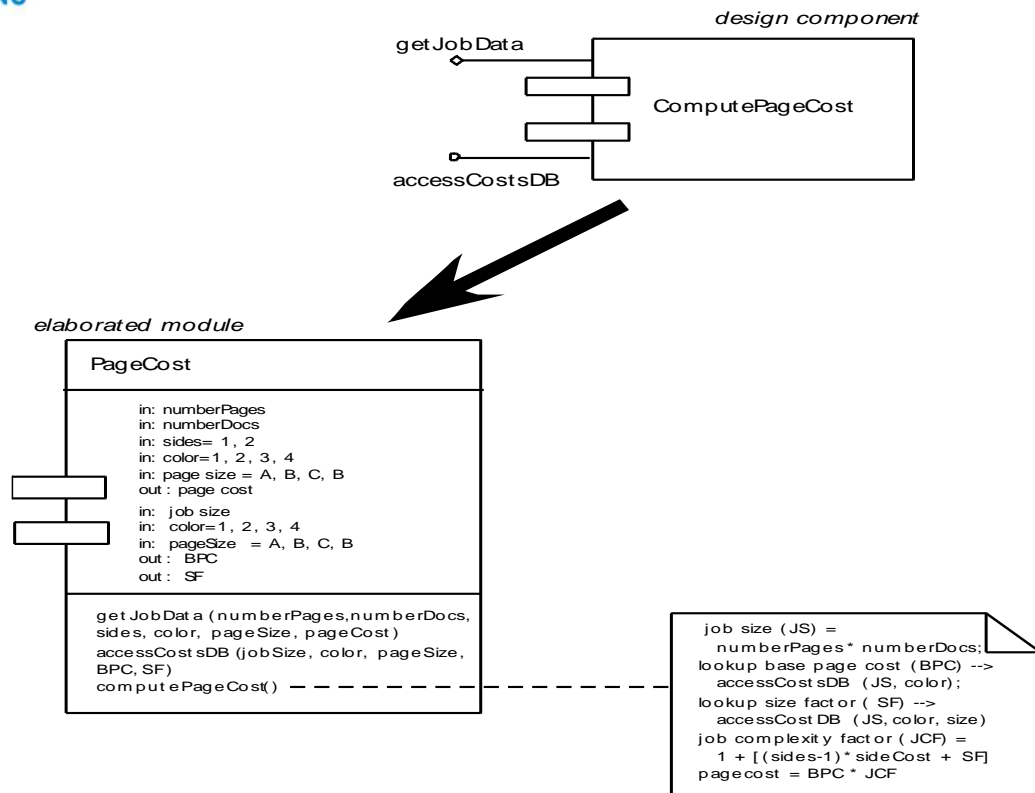 design component
getJobData
ComputePageCost
accessCostsDB
elaborated module
PageCost
in: numberPages
in: numberDocs
in: sides= 1, 2
in: color=1, 2, 3, 4
in: page size = A, B, C, B
out: page cost
in: job size
in: color=1, 2, 3, 4
in: pageSize = A, B, C, B
out: BPC
out: SF
getJobData (numberPages,numberDocs,
sides, color, pageSize, pageCost)
accessCostsDB (jobSize, color, pageSize,
BPC, SF)
computePageCost()
job size (JS) =
numberPages* numberDocs;
lookup base page cost (BPC) -->
accessCostsDB (JS, color);
lookup size factor (SF) -->
accessCostDB (JS, color, size)
job complexity factor (JCF) =
1 + [(sides-1)* sideCost + SF]
pagecost = BPC * JCF